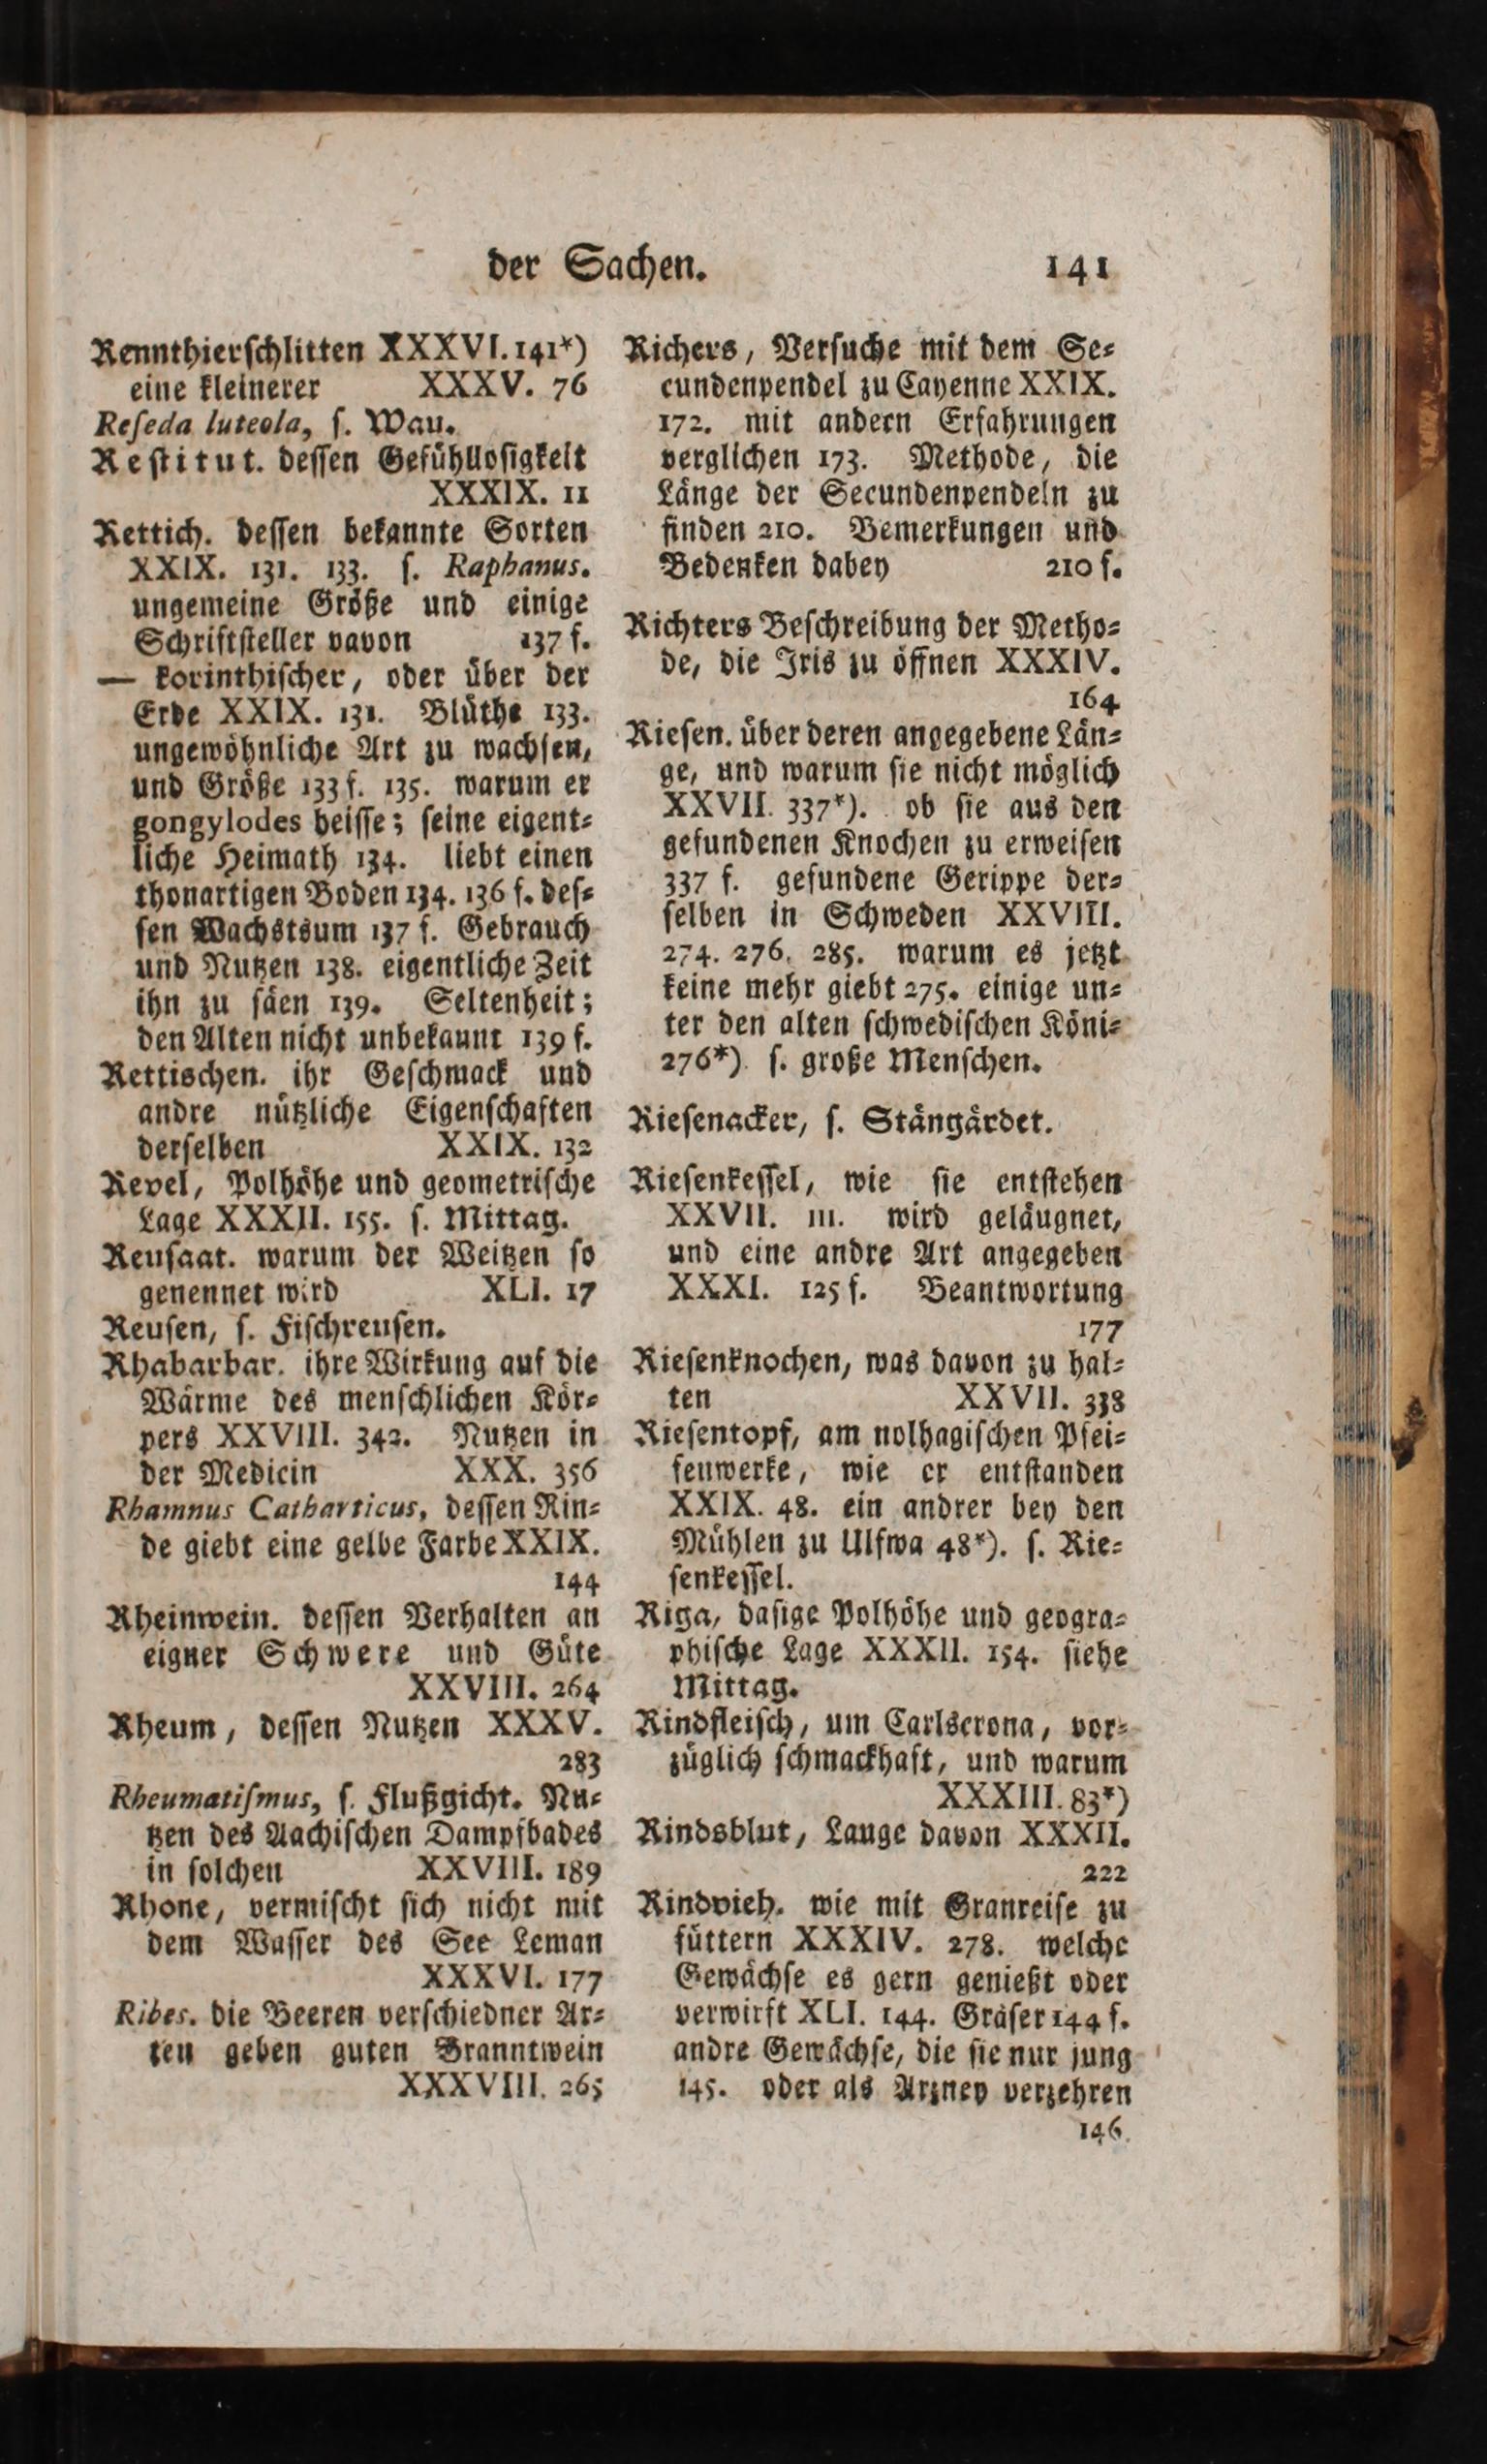 der Sachen. 141
Rennthierſchlitten XXXVI. 141*)
eine kleinerer XXXV. 76
Reſeda luteola, ſ. Wau.
Reſtitut. deſſen Gefühlloſigkeit
XXXIX. 11
Rettich. deſſen bekannte Sorten
XXIX. 131. 133. ſ. Raphanus.
ungemeine Größe und einige
Schriftſteller vavon 137 f.
— korinthiſcher, oder über der
Erde XXIX. 131. Blüthe 133.
ungewöhnliche Art zu wachſen,
und Größe 133 f. 135. warum er
gongylodes heiſſe; ſeine eigent⸗
liche Heimath 134. liebt einen
thonartigen Boden 134. 136 f. deſ⸗
ſen Wachstsum 137 f. Gebrauch
und Nutzen 138. eigentliche Zeit
ihn zu ſäen 139. Seltenheit;
den Alten nicht unbekaunt 139 f.
Rettischen. ihr Geſchmack und
andre nützliche Eigenſchaften
derſelben XXIX. 132
Revel, Polhöhe und geometriſche
Lage XXXII. 155. ſ. Mittag.
Reuſaat. warum der Weitzen ſo
genennet wird XLI. 17
Reuſen, ſ. Fiſchreuſen.
Rhabarbar. ihre Wirkung auf die
Wärme des menſchlichen Kör⸗
pers XXVIII. 342. Nutzen in
der Medicin XXX. 356
Rhamnus Catharticus, deſſen Rin⸗
de giebt eine gelbe Farbe XXIX.
144
Rheinwein. deſſen Verhalten an
eigner Schwere und Güte
XXVIII. 264
Rheum, deſſen Nutzen XXXV.
283
Rheumatiſmus, ſ. Flußgicht. Nu⸗
tzen des Aachiſchen Dampfbades
in ſolchen XXVIII. 189
Rhone, vermiſcht ſich nicht mit
dem Waſſer des See Leman
XXXVI. 177
Ribes. die Beeren verſchiedner Ar⸗
ten geben guten Branntwein
XXXVIII. 265
Richers, Verſuche mit dem Se⸗
cundenpendel zu Cayenne XXIX.
172. mit andern Erfahrungen
verglichen 173. Methode, die
Länge der Secundenpendeln zu
finden 210. Bemerkungen und
Bedenken dabey 210 f.
Richters Beſchreibung der Metho⸗
de, die Iris zu öffnen XXXIV.
164
Rieſen. über deren angegebene Län⸗
ge, und warum ſie nicht möglich
XXVII. 337*). ob ſie aus den
gefundenen Knochen zu erweiſen
337 f. gefundene Gerippe der⸗
ſelben in Schweden XXVIII.
274. 276. 285. warum es jetzt
keine mehr giebt 275. einige un⸗
ter den alten ſchwediſchen Köni⸗
276*) ſ. große Menſchen.
Rieſenacker, ſ. Stångårdet.
Rieſenkeſſel, wie ſie entſtehen
XXVII. 111. wird geläugnet,
und eine andre Art angegeben
XXXI. 125 f. Beantwortung
177
Rieſenknochen, was davon zu hal⸗
ten XXVII. 338
Rieſentopf, am nolhagiſchen Pfei⸗
fenwerke, wie er entſtanden
XXIX. 48. ein andrer bey den
Mühlen zu Ulfwa 48*). ſ. Rie⸗
ſenkeſſel.
Riga, daſige Polhöhe und geogra⸗
phiſche Lage XXXII. 154. ſiehe
Mittag.
Rindfleiſch, um Carlscrona, vor⸗
züglich ſchmackhaft, und warum
XXXIII. 83*)
Rindsblut, Lauge davon XXXII.
222
Rindvieh. wie mit Granreiſe zu
füttern XXXIV. 278. welche
Gewächſe es gern genießt oder
verwirft XLI. 144. Gräſer 144 f.
andre Gewächſe, die ſie nur jung
145. oder als Arzney verzehren
146.